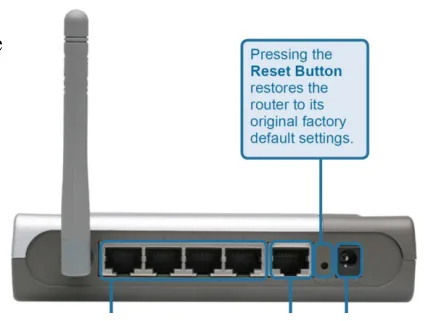 e
Pressing the
Reset Button
restores the
router to its
original factory
default settings.